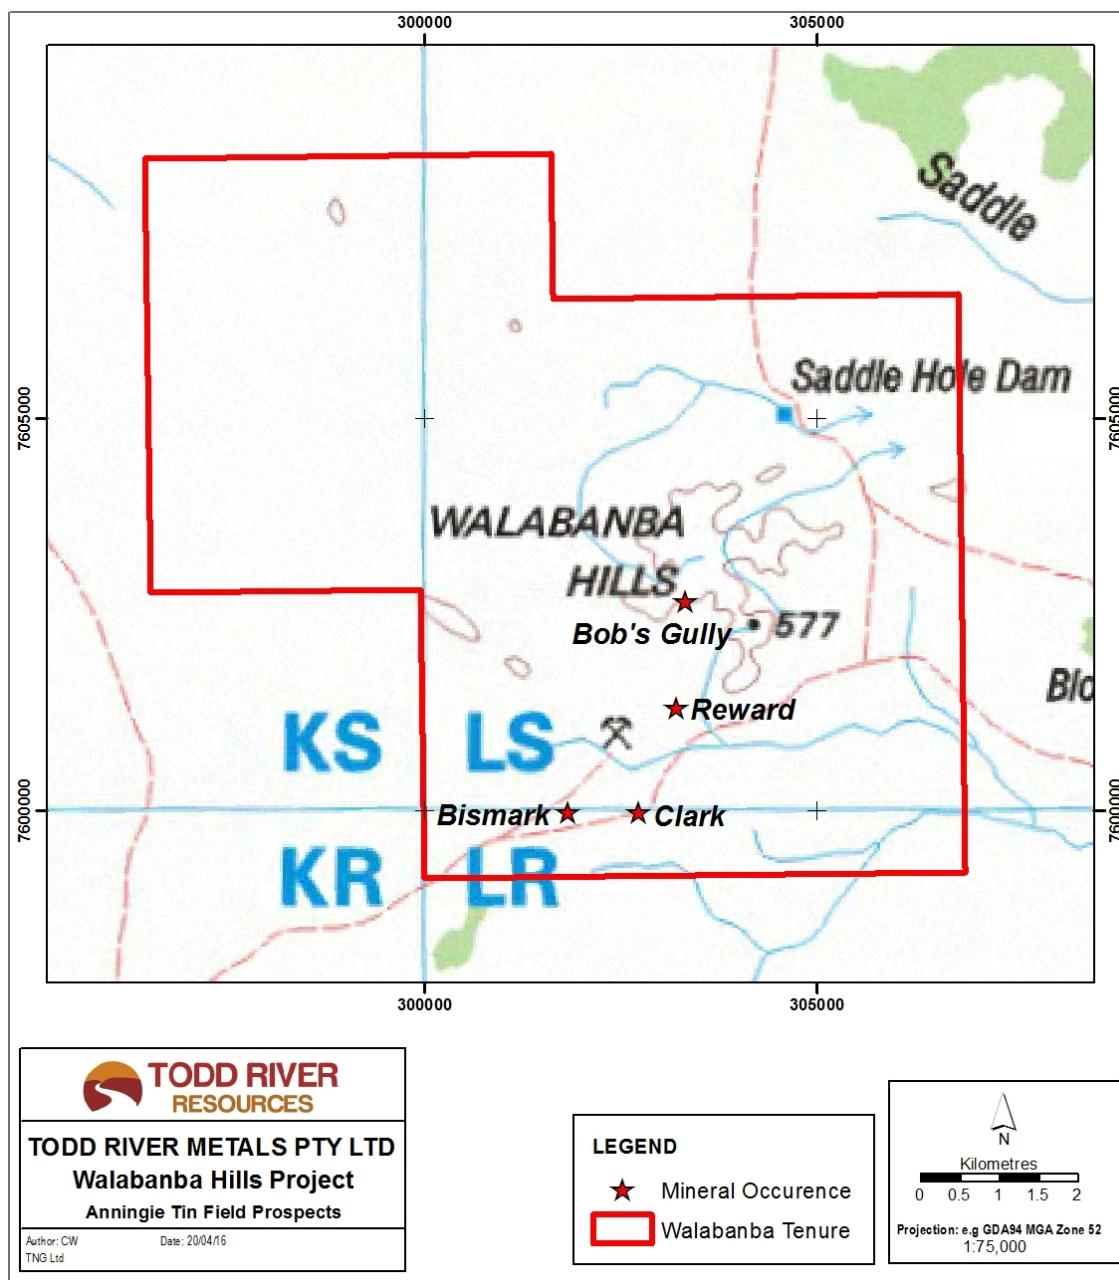 300000
305000
Saddle
Saddle Hole Dam
7605000
7605000
WALABANBA
HILLS
Bob's Gully
577
Blo
Reward
KS
LS
7600000
Bismark
Clark
7600000
KR
LR
300000
305000
TODD RIVER
RESOURCES
TODD RIVER METALS PTY LTD
Walabanba Hills Project
Anningie Tin Field Prospects
Author: CW Date: 20/04/16
TNG Ltd
LEGEND
Mineral Occurence
Walabanba Tenure
N
Kilometres
0 0.5 1 1.5 2
Projection: e.g GDA94 MGA Zone 52
1:75,000